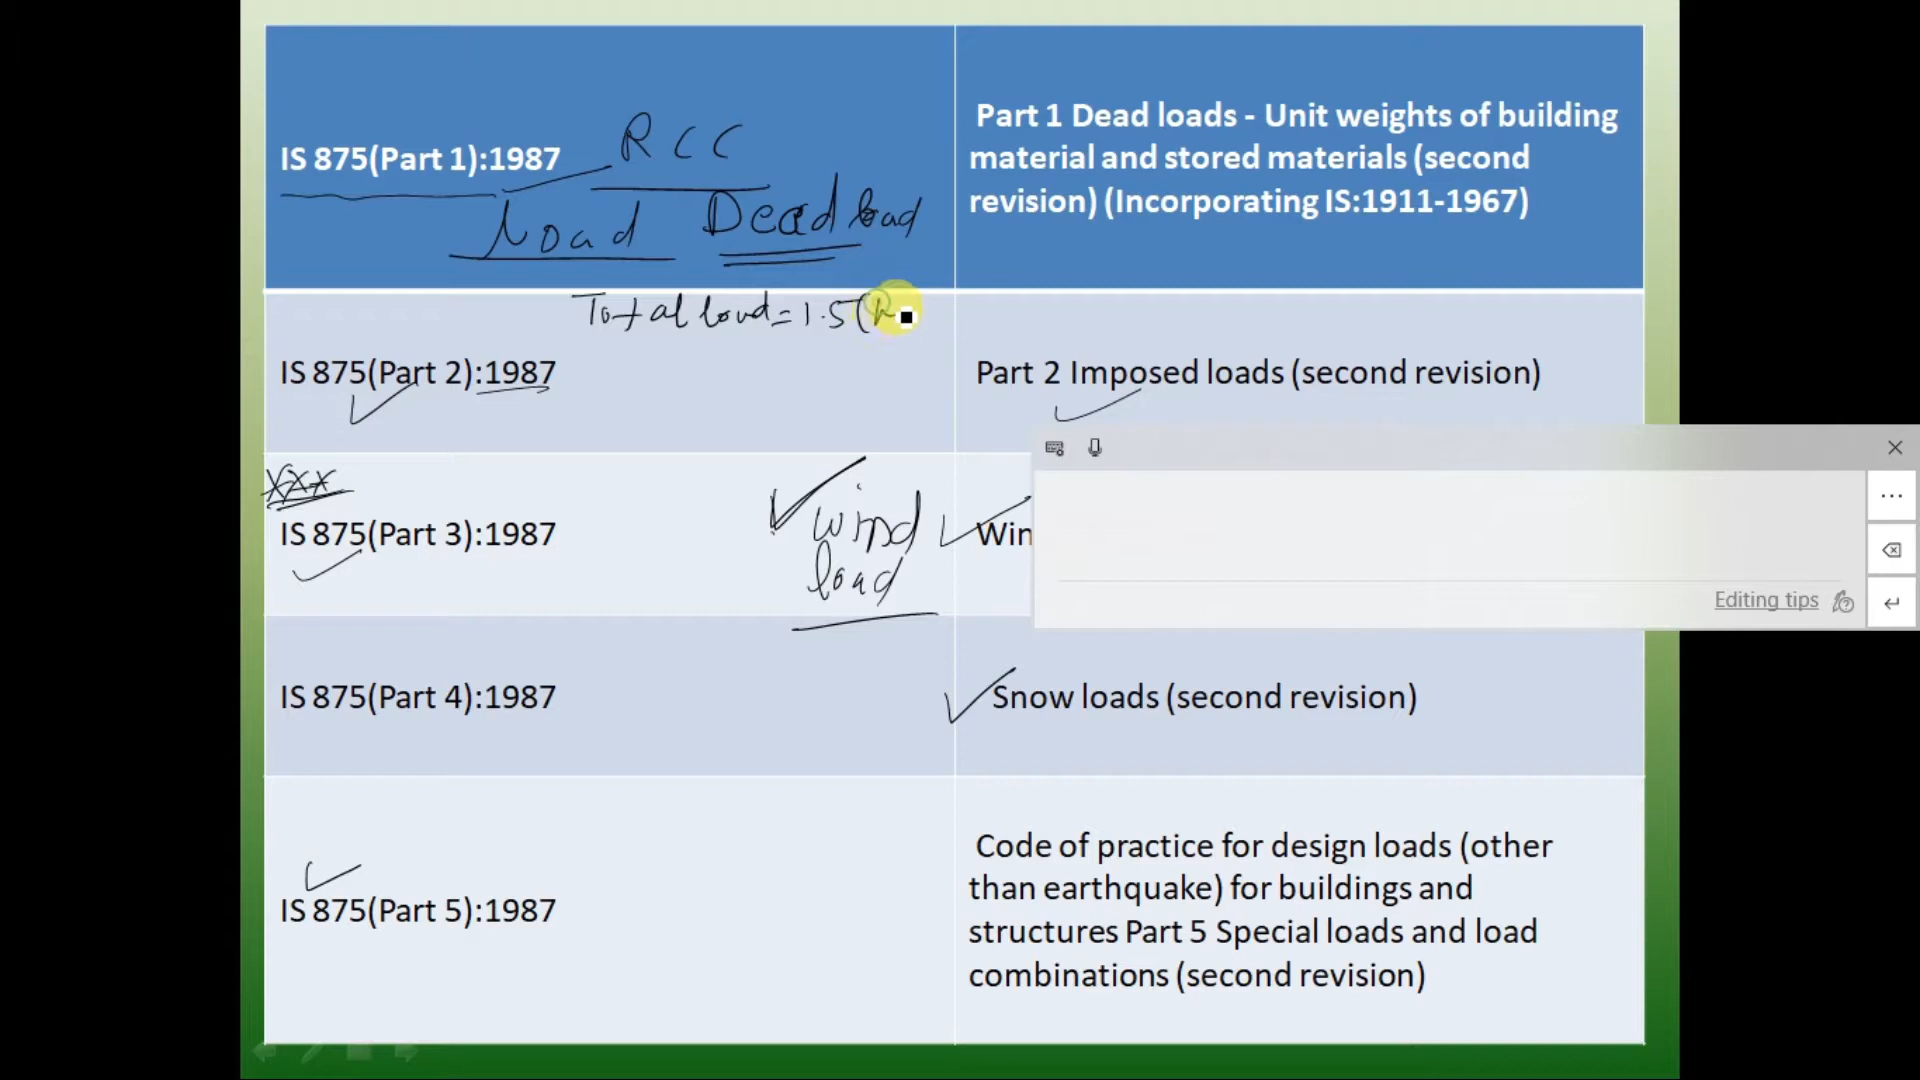 IS 875(Part 1):1987
RCC
Load Dead load
Part 1 Dead loads - Unit weights of building
material and stored materials (second
revision) (Incorporating IS:1911-1967)
Total load = 1.5(
IS 875(Part 2):1987
Part 2 Imposed loads (second revision)
xxx
IS 875(Part 3):1987
Wind
load
Win
Editing tips
IS 875(Part 4):1987
Snow loads (second revision)
IS 875(Part 5):1987
Code of practice for design loads (other
than earthquake) for buildings and
structures Part 5 Special loads and load
combinations (second revision)